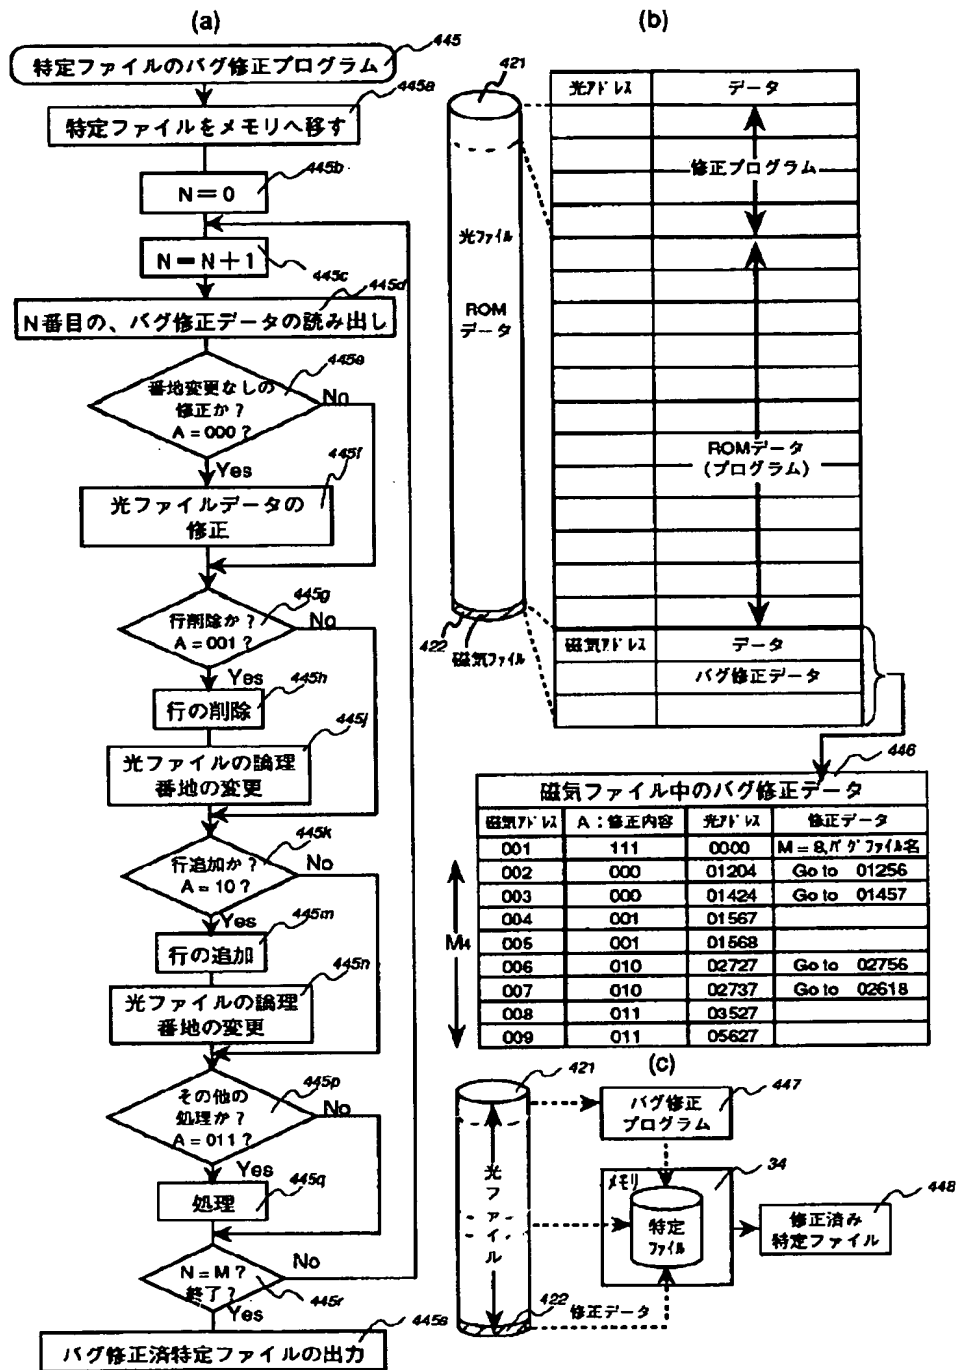 (a)
445
特定ファイルのバグ修正プログラム
445a
特定ファイルをメモリへ移す
445b
N=0
N=N+1
445c
445d
N番目の、バグ修正データの読み出し
445e
番地変更なしの
修正か?
A=000?
No
Yes
445f
光ファイルデータの
修正
445g
行削除か?
A=001?
No
Yes
445h
行の削除
445j
光ファイルの論理
番地の変更
445k
行追加か?
A=10?
No
Yes
445m
行の追加
445n
光ファイルの論理
番地の変更
445p
その他の
処理か?
A=011?
No
Yes
445q
処理
N=M?
終了?
No
445r
Yes
445s
バグ修正済特定ファイルの出力
(b)
421
光ファイル
ROM
データ
422
磁気ファイル
光アドレス データ
修正プログラム
ROMデータ
(プログラム)
磁気アドレス データ
バグ修正データ
446
磁気ファイル中のバグ修正データ
磁気アドレス A:修正内容 光アドレス 修正データ
001 111 0000 M=8,バグファイル名
002 000 01204 Go to 01256
003 000 01424 Go to 01457
004 001 01567
005 001 01568
006 010 02727 Go to 02756
007 010 02737 Go to 02618
008 011 03527
009 011 05627
M4
(c)
421
光ファイル
422
修正データ
447
バグ修正
プログラム
34
メモリ
特定
ファイル
448
修正済み
特定ファイル